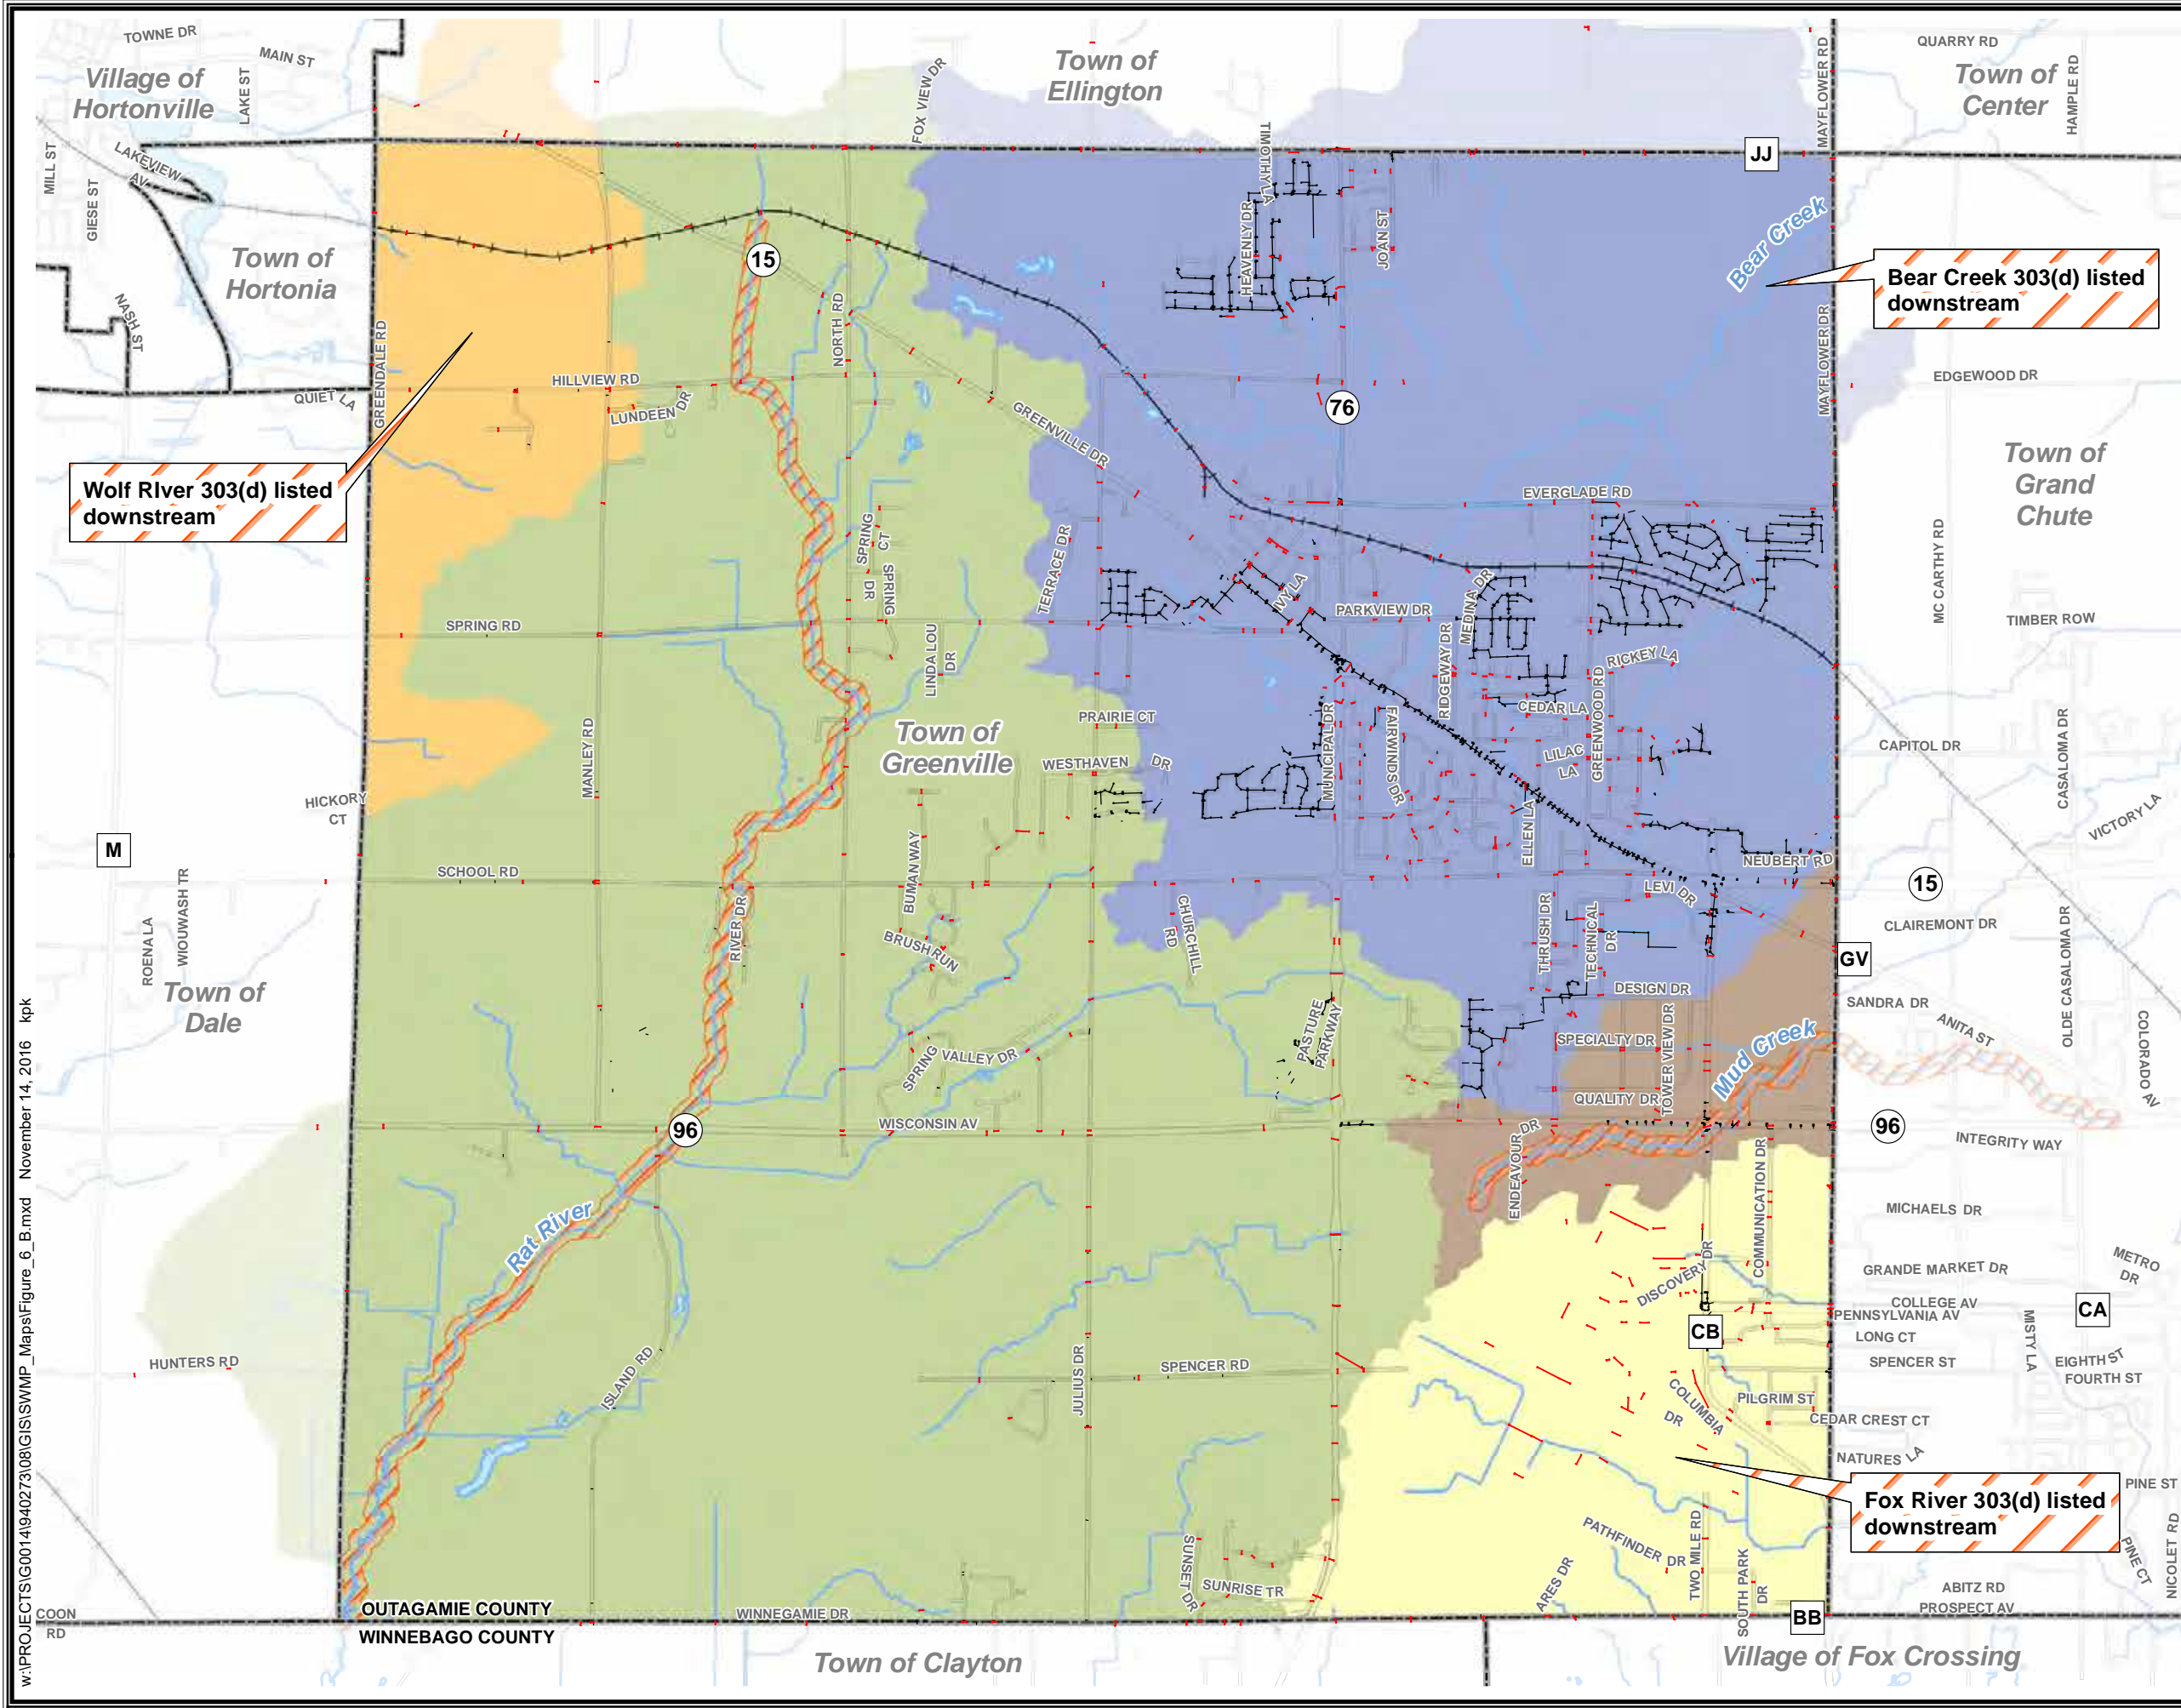 TOWNE DR
MAIN ST
LAKE ST
Village of
Hortonville
MILL ST
LAKEVIEW
AV
GIESE ST
NASH ST
Town of
Hortonia
QUIET LA
GREENDALE RD
FOX VIEW DR
Town of
Ellington
TIMOTHY LA
HEAVENLY DR
JOAN ST
JJ
MAYFLOWER RD
QUARRY RD
Town of
Center
HAMPLE RD
Bear Creek
Bear Creek 303(d) listed
downstream
MAYFLOWER DR
EDGEWOOD DR
Town of
Grand
Chute
15
NORTH RD
HILLVIEW RD
LUNDEEN DR
GREENVILLE DR
76
Wolf RIver 303(d) listed
downstream
EVERGLADE RD
SPRING
CT
SPRING
DR
TERRACE DR
IVY LA
PARKVIEW DR
MEDINA DR
RIDGEWAY DR
MC CARTHY RD
TIMBER ROW
SPRING RD
LINDA LOU
DR
RICKEY LA
GREENWOOD RD
CEDAR LA
LILAC
LA
PRAIRIE CT
Town of
Greenville
WESTHAVEN DR
MUNICIPAL DR
FAIRWINDS DR
ELLEN LA
MANLEY RD
CAPITOL DR
CASALOMA DR
VICTORY LA
HICKORY
CT
M
SCHOOL RD
BUMAN WAY
NEUBERT RD
LEVI DR
15
CLAIREMONT DR
ROENA LA
WIOUWASH TR
RIVER DR
BRUSH RUN
CHURCHILL
RD
THRUSH DR
TECHNICAL
DR
GV
OLDE CASALOMA DR
Town of
Dale
DESIGN DR
SANDRA DR
ANITA ST
COLORADO AV
PASTURE
PARKWAY
SPRING VALLEY DR
SPECIALTY DR
TOWER VIEW DR
Mud Creek
QUALITY DR
96
WISCONSIN AV
ENDEAVOUR DR
96
INTEGRITY WAY
COMMUNICATION DR
MICHAELS DR
Rat River
DISCOVERY DR
GRANDE MARKET DR
METRO
DR
COLLEGE AV
PENNSYLVANIA AV
CA
CB
LONG CT
MISTY LA
HUNTERS RD
ISLAND RD
JULIUS DR
SPENCER RD
SPENCER ST
EIGHTH ST
FOURTH ST
COLUMBIA
DR
PILGRIM ST
CEDAR CREST CT
NATURES LA
PINE ST
Fox River 303(d) listed
downstream
PATHFINDER DR
TWO MILE RD
SOUTH PARK
DR
ARES DR
SUNSET DR
SUNRISE TR
PINE CT
NICOLET RD
ABITZ RD
PROSPECT AV
COON
RD
OUTAGAMIE COUNTY
WINNEBAGO COUNTY
WINNEGAMIE DR
BB
Town of Clayton
Village of Fox Crossing
w:\PROJECTS\G0014\940273\08\GIS\SWMP_Maps\Figure_6_B.mxd November 14, 2016 kpk